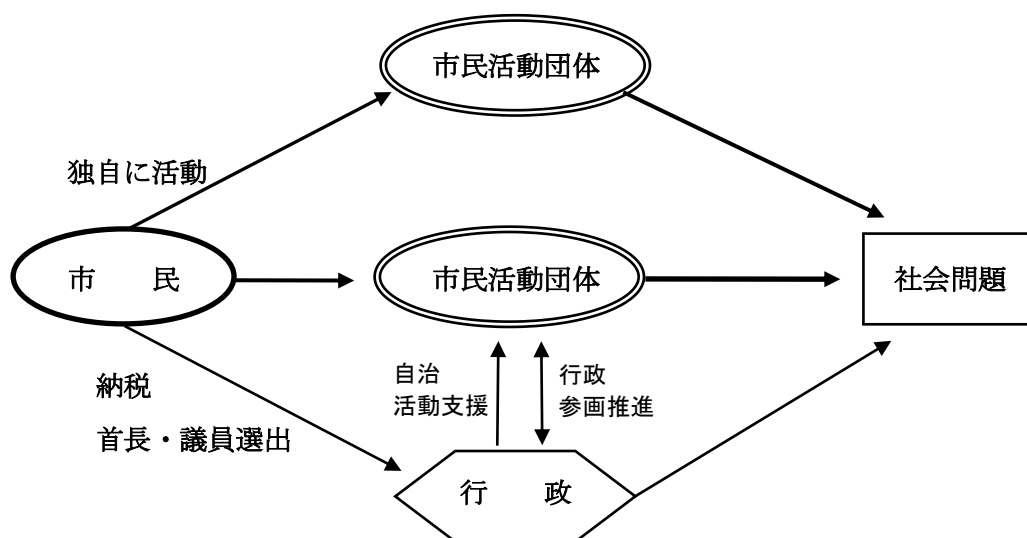 市民活動団体
独自に活動
市　　民
市民活動団体
社会問題
納税
首長・議員選出
自治
活動支援
行政
参画推進
行　　政